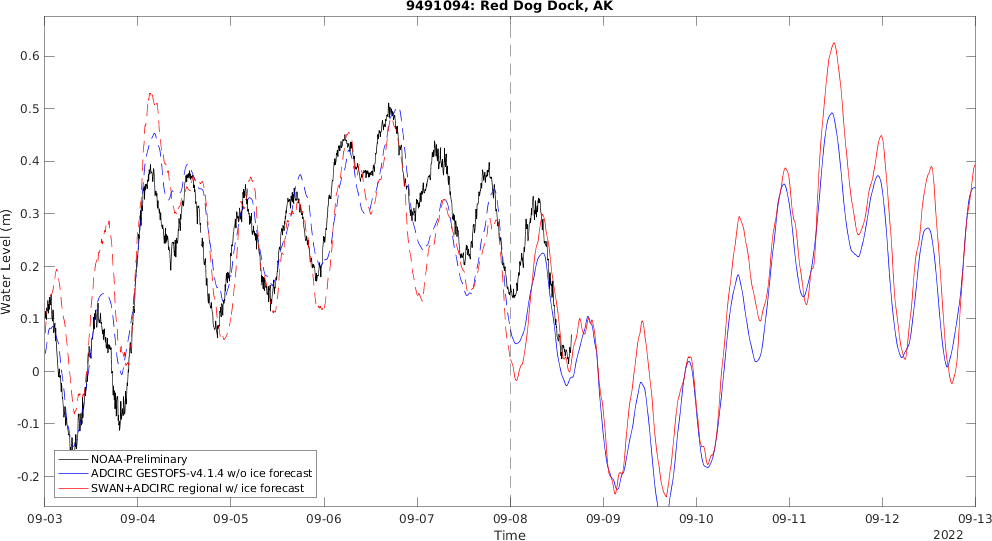 9491094: Red Dog Dock, AK
Water Level (m)
0.6
0.5
0.4
0.3
0.2
0.1
0
-0.1
-0.2
NOAA-Preliminary
ADCIRC GESTOFS-v4.1.4 w/o ice forecast
SWAN+ADCIRC regional w/ ice forecast
09-03 09-04 09-05 09-06 09-07 09-08 09-09 09-10 09-11 09-12 09-13
Time
2022